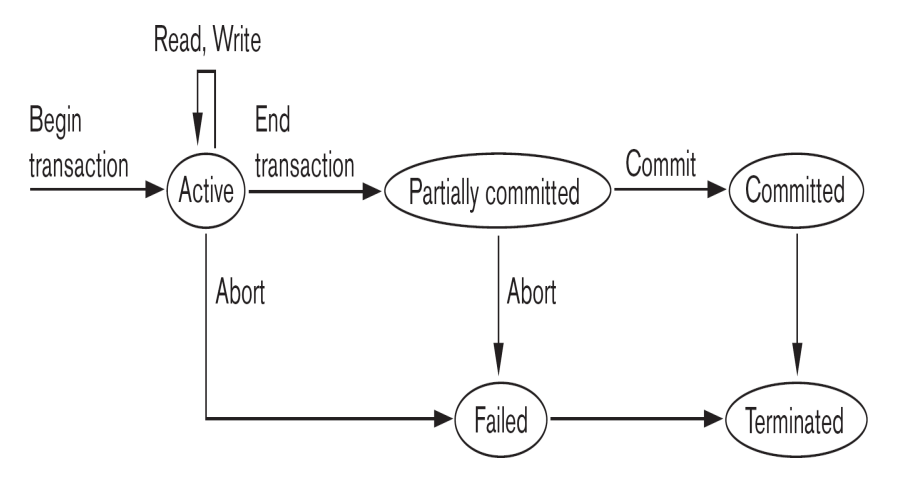 Read, Write
Begin
transaction
End
transaction
Commit
Active
Partially committed
Committed
Abort
Abort
Failed
Terminated